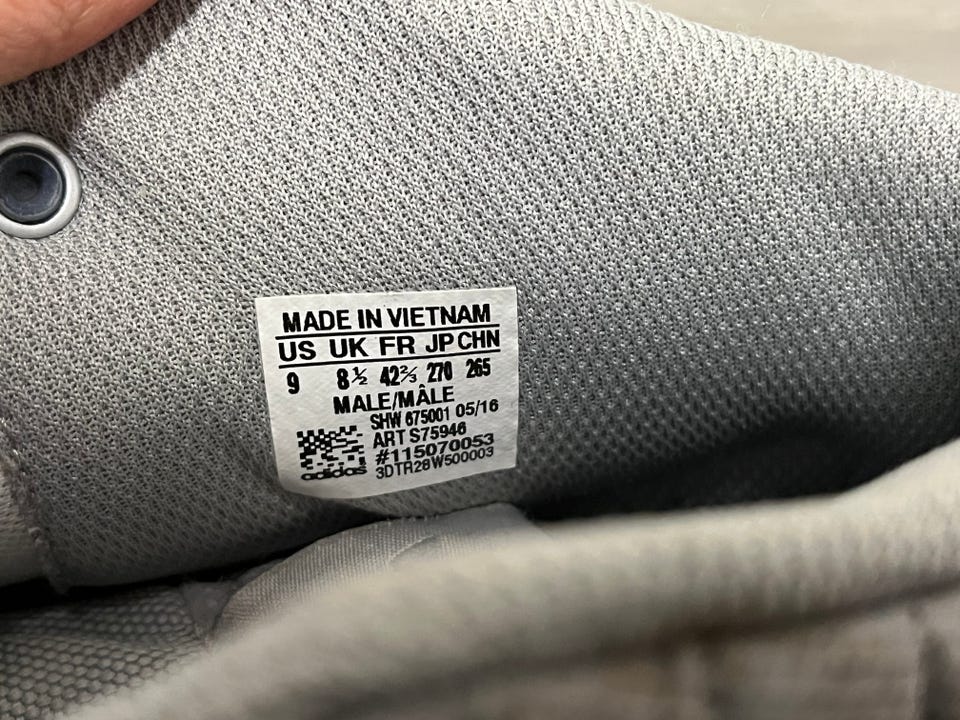 MADE IN VIETNAM
US UK FR JP CHN
9 8½ 42⅔ 270 265
MALE/MÂLE
SHW 675001 05/16
ART S75946
#115070053
3DTR26W500003
adidas